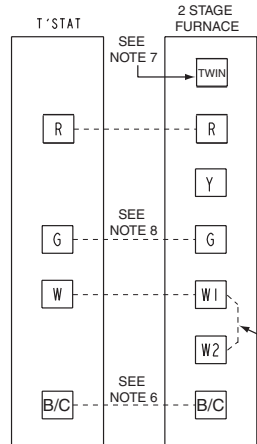 T'STAT
2 STAGE
FURNACE
SEE
NOTE 7
TWIN
R
R
Y
SEE
NOTE 8
G
G
W
W1
W2
SEE
NOTE 6
B/C
B/C